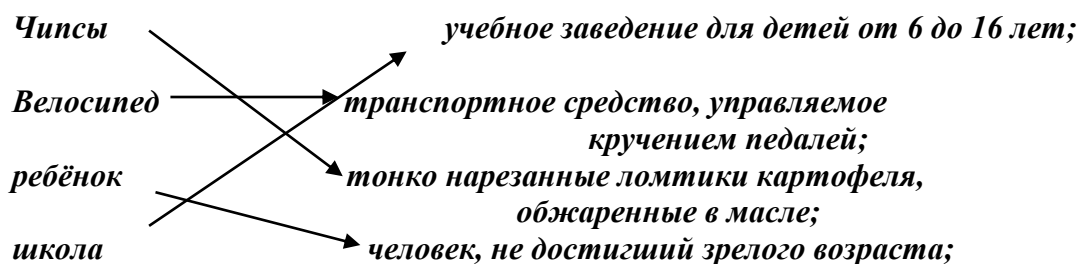 Чипсы учебное заведение для детей от 6 до 16 лет;
Велосипед транспортное средство, управляемое
кручением педалей;
ребёнок тонко нарезанные ломтики картофеля,
обжаренные в масле;
школа человек, не достигший зрелого возраста;